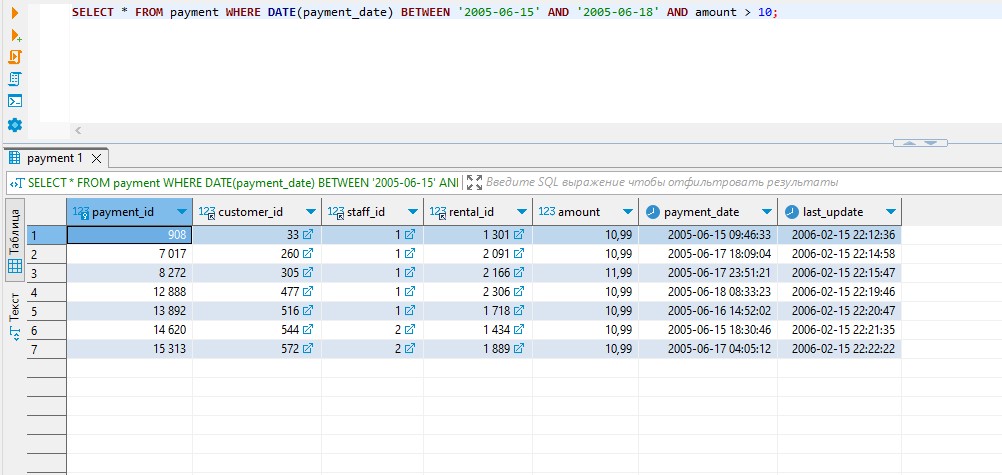 SELECT * FROM payment WHERE DATE(payment_date) BETWEEN '2005-06-15' AND '2005-06-18' AND amount > 10;
payment 1
SELECT * FROM payment WHERE DATE(payment_date) BETWEEN '2005-06-15' ANI Введите SQL выражение чтобы отфильтровать результаты
Таблица
Текст
123 payment_id 123 customer_id 123 staff_id 123 rental_id 123 amount payment_date last_update
1 908 33 1 1 301 10,99 2005-06-15 09:46:33 2006-02-15 22:12:36
2 7 017 260 1 2 091 10,99 2005-06-17 18:09:04 2006-02-15 22:14:58
3 8 272 305 1 2 166 11,99 2005-06-17 23:51:21 2006-02-15 22:15:47
4 12 888 477 1 2 306 10,99 2005-06-18 08:33:23 2006-02-15 22:19:46
5 13 892 516 1 1 718 10,99 2005-06-16 14:52:02 2006-02-15 22:20:47
6 14 620 544 2 1 434 10,99 2005-06-15 18:30:46 2006-02-15 22:21:35
7 15 313 572 2 1 889 10,99 2005-06-17 04:05:12 2006-02-15 22:22:22